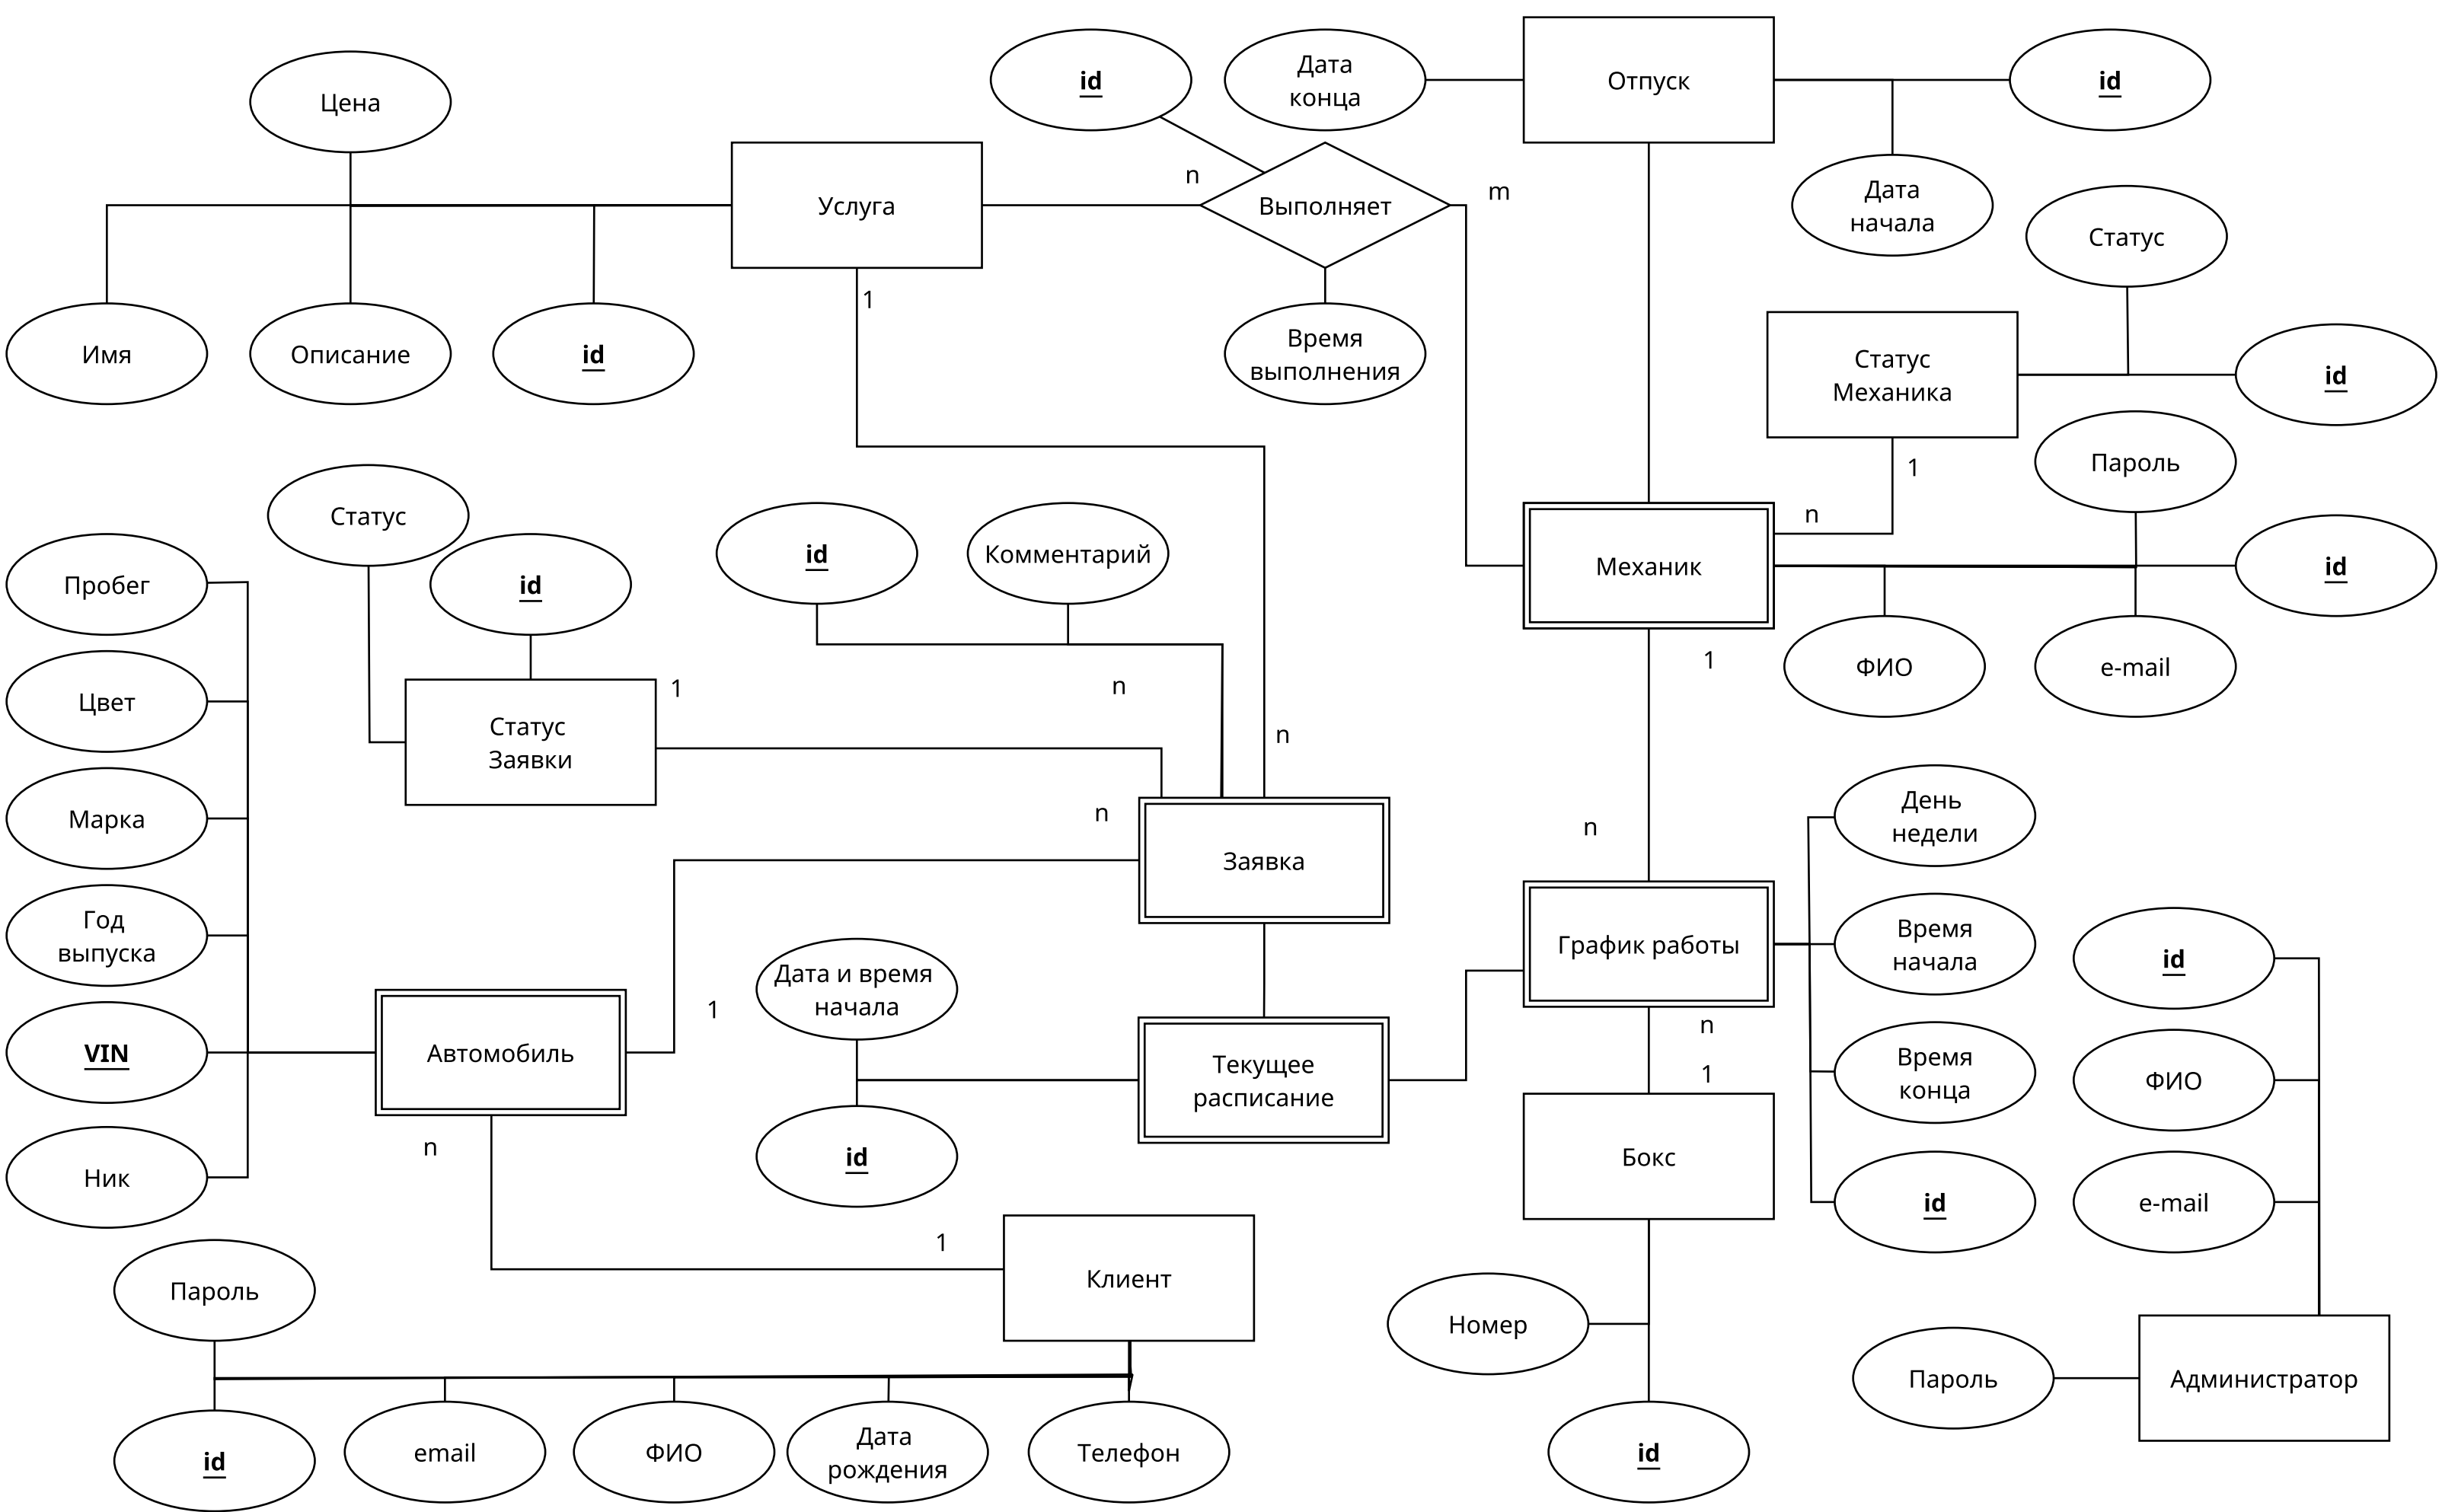 id
Дата
конца
Отпуск
id
Цена
Услуга
n
Выполняет
m
Дата
начала
Статус
1
Имя
Описание
id
Время
выполнения
Статус
Механика
id
Пароль
1
n
Статус
id
id
Комментарий
Механик
id
Пробег
ФИО
e-mail
1
Цвет
1
n
Статус
Заявки
n
Марка
n
n
День
недели
Заявка
Год
выпуска
График работы
Время
начала
id
Дата и время
начала
1
n
VIN
Автомобиль
Текущее
расписание
1
Время
конца
ФИО
n
Ник
id
Бокс
id
e-mail
1
Пароль
Клиент
Номер
Пароль
Администратор
id
email
ФИО
Дата
рождения
Телефон
id